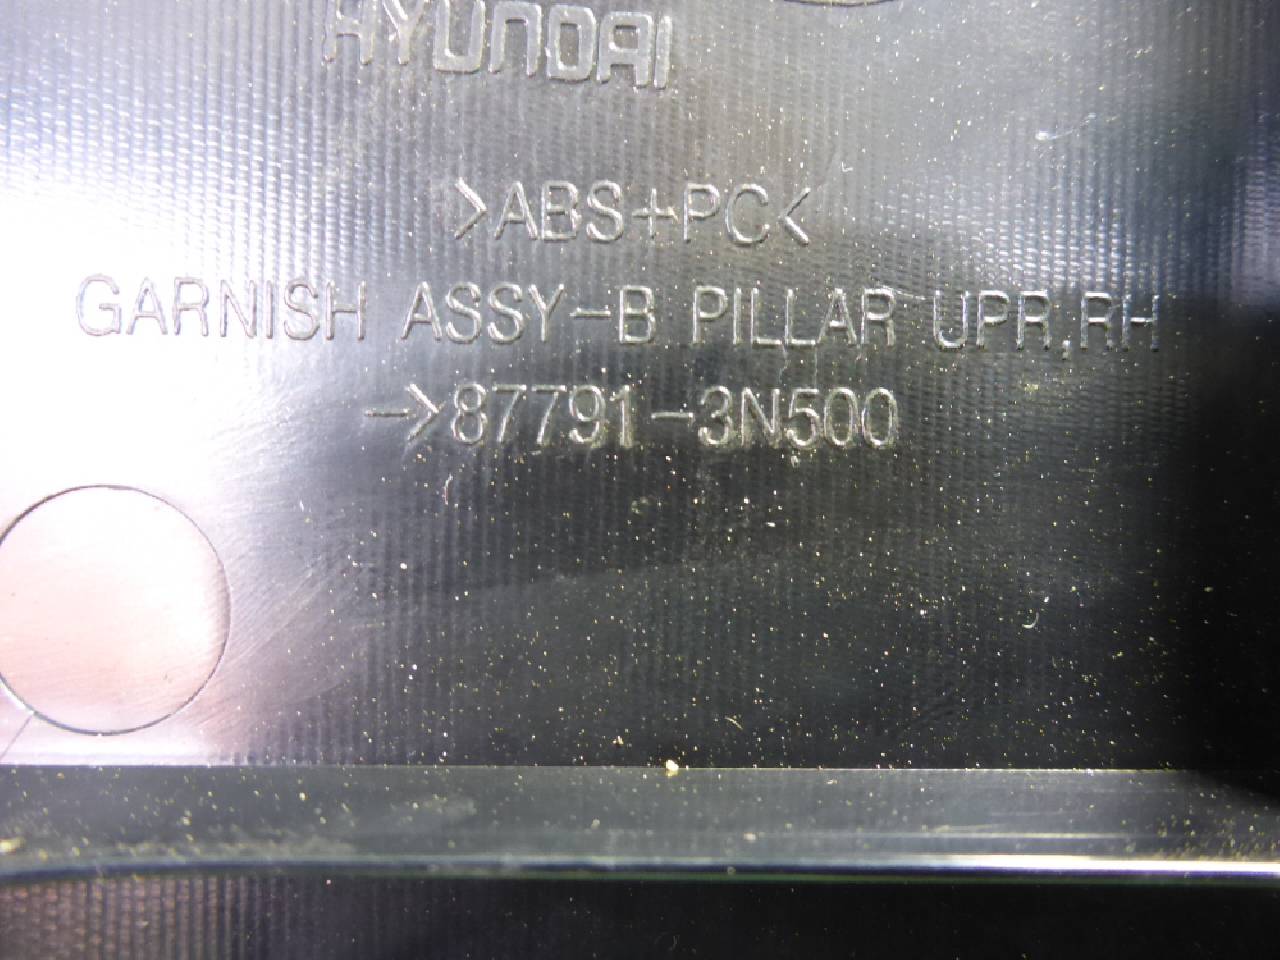 HYUNDAI
>ABS+PC<
GARNISH ASSY-B PILLAR UPR,RH
->87791-3N500